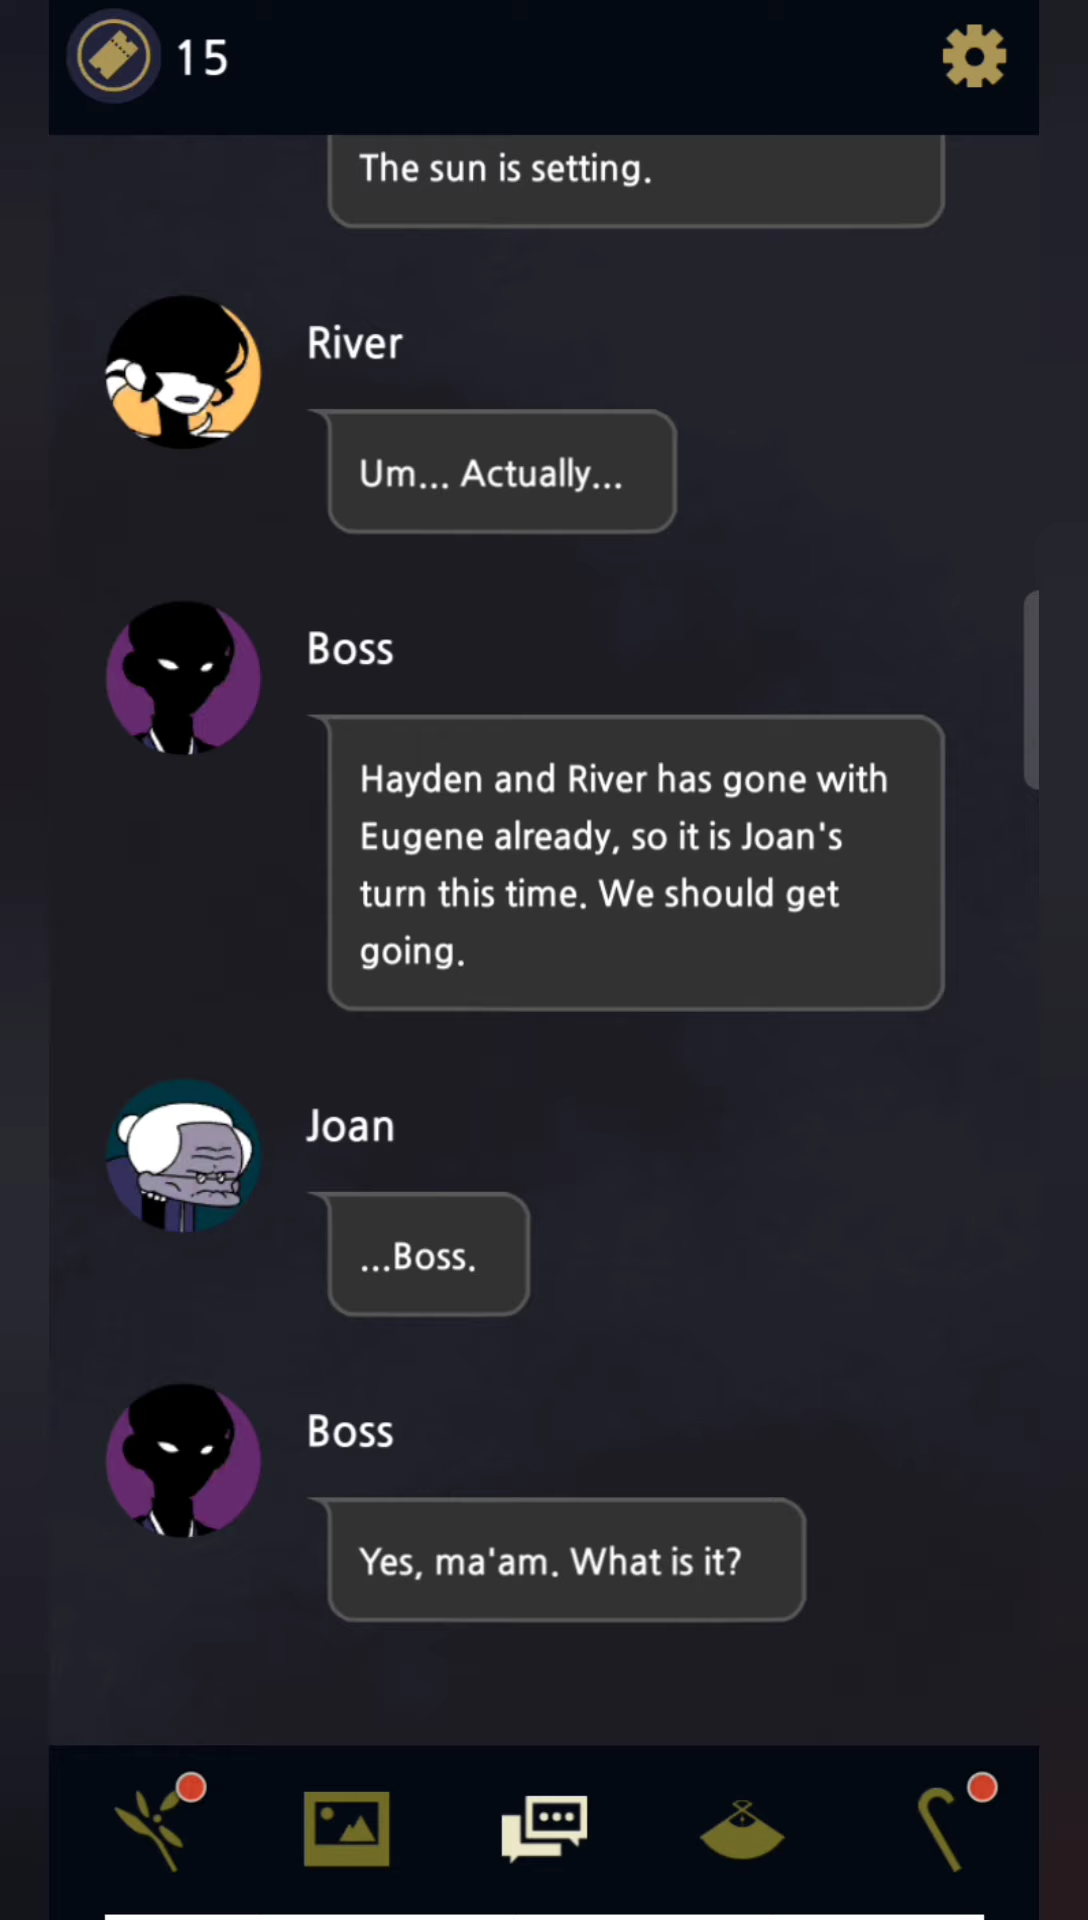 15
The sun is setting.
River
Um... Actually...
Boss
Hayden and River has gone with
Eugene already, so it is Joan's
turn this time. We should get
going.
Joan
...Boss.
Boss
Yes, ma'am. What is it?